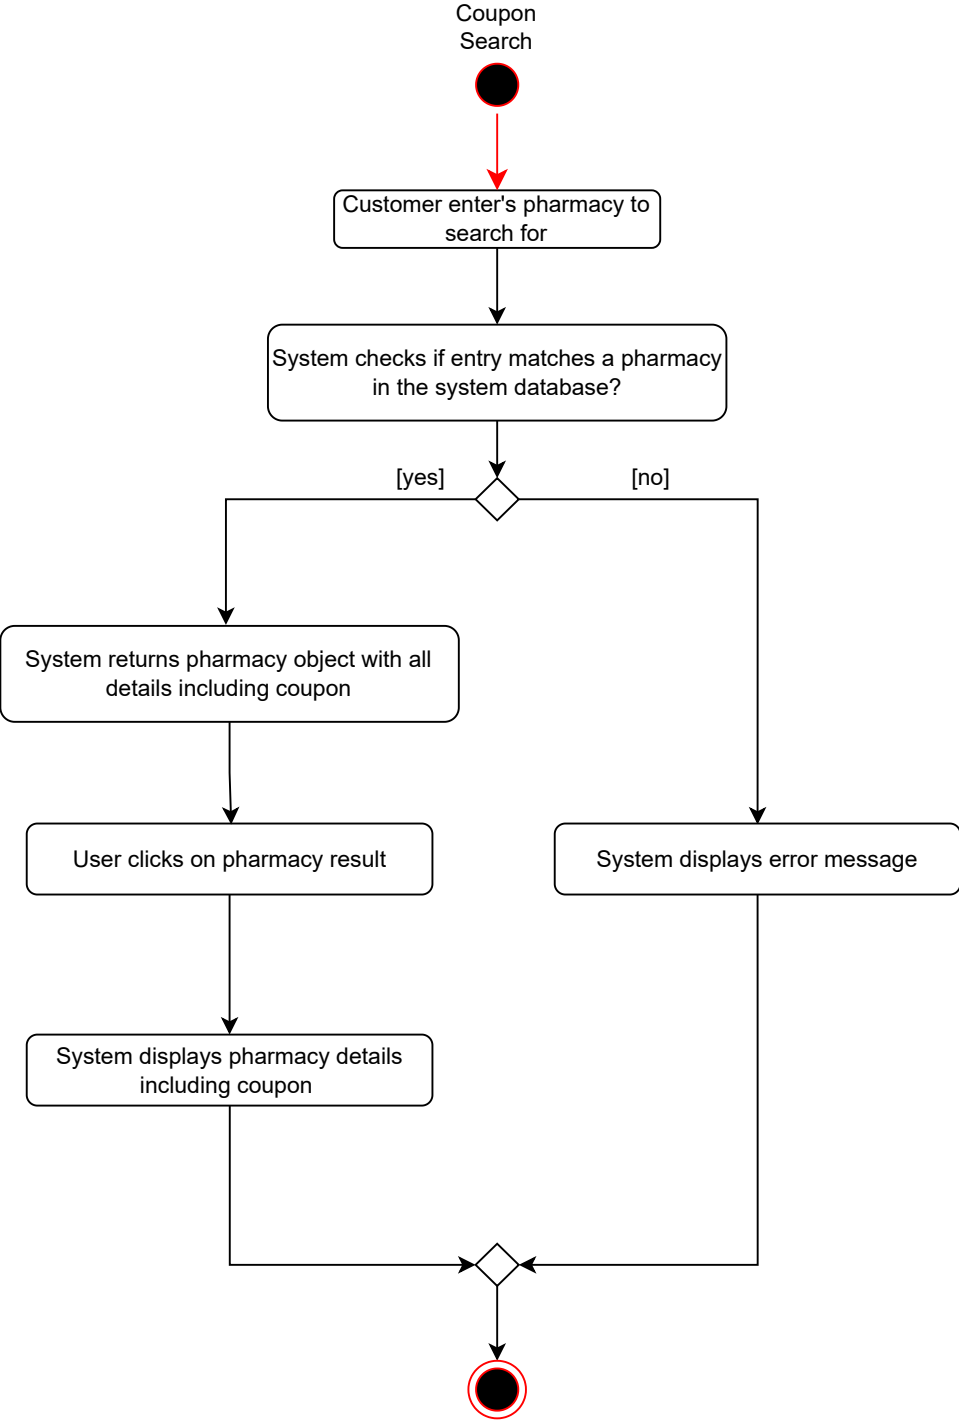 Coupon
Search
Customer enter's pharmacy to
search for
System checks if entry matches a pharmacy
in the system database?
[yes]
[no]
System returns pharmacy object with all
details including coupon
User clicks on pharmacy result
System displays error message
System displays pharmacy details
including coupon